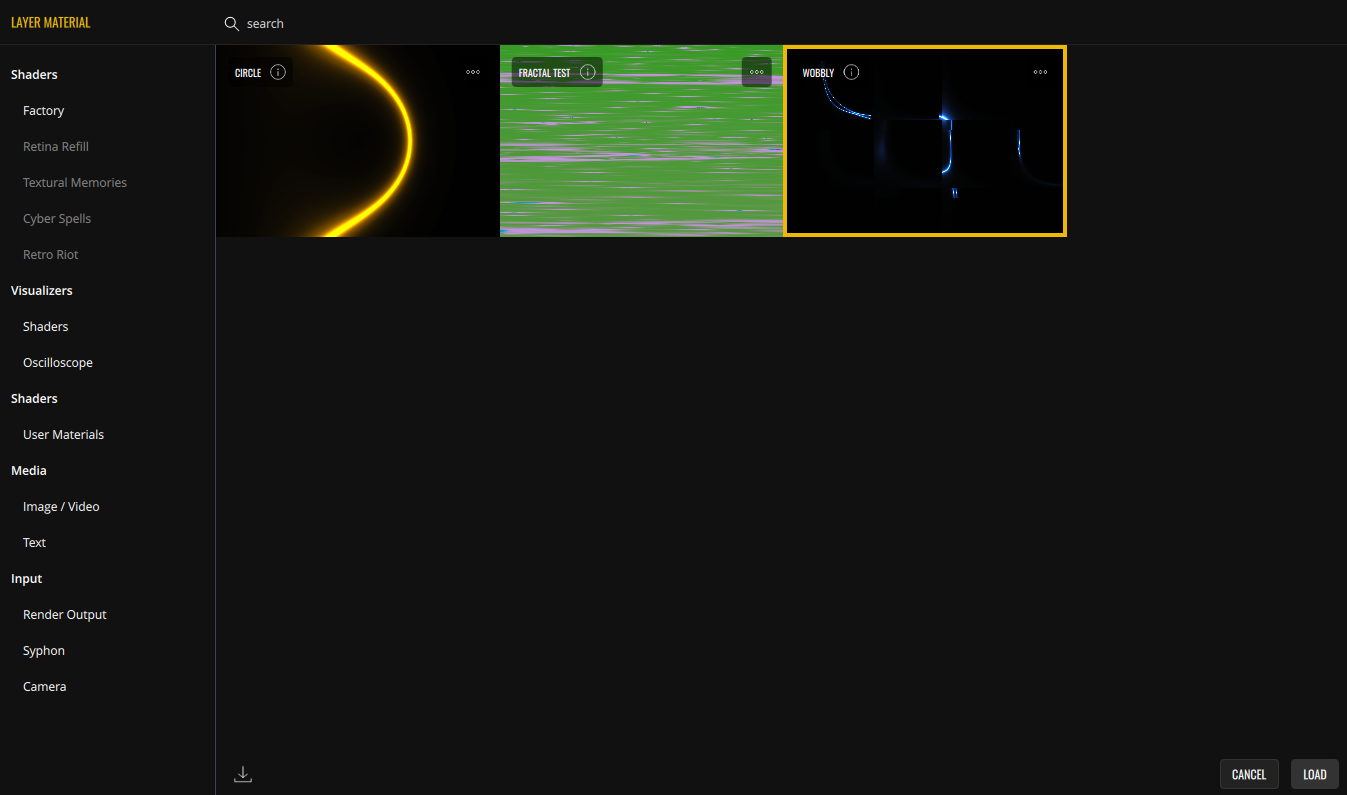 LAYER MATERIAL
search
Shaders
Factory
Retina Refill
Textural Memories
Cyber Spells
Retro Riot
Visualizers
Shaders
Oscilloscope
Shaders
User Materials
Media
Image / Video
Text
Input
Render Output
Syphon
Camera
CIRCLE
FRACTAL TEST
WOBBLY
CANCEL
LOAD